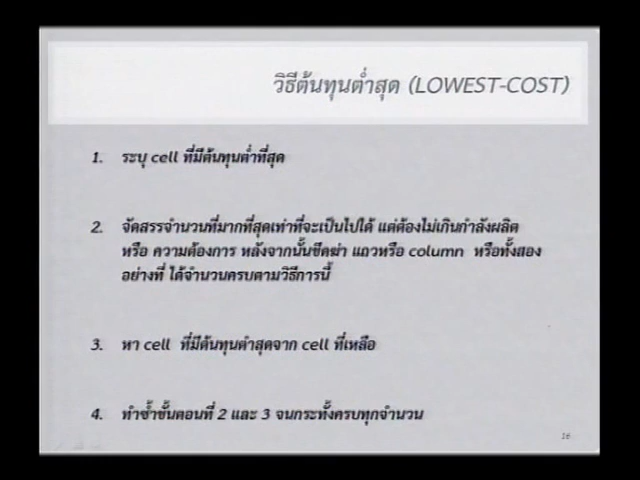 วิธีต้นทุนต่ำสุด (LOWEST-COST)
1. ระบุ cell ที่มีต้นทุนต่ำที่สุด
2. จัดสรรจำนวนที่มากที่สุดเท่าที่จะเป็นไปได้ แต่ต้องไม่เกินกำลังผลิต
หรือ ความต้องการ หลังจากนั้นขีดฆ่า แถวหรือ column หรือทั้งสอง
อย่างที่ ได้จำนวนครบตามวิธีการนี้
3. หา cell ที่มีต้นทุนต่ำสุดจาก cell ที่เหลือ
4. ทำซ้ำขั้นตอนที่ 2 และ 3 จนกระทั้งครบทุกจำนวน
16